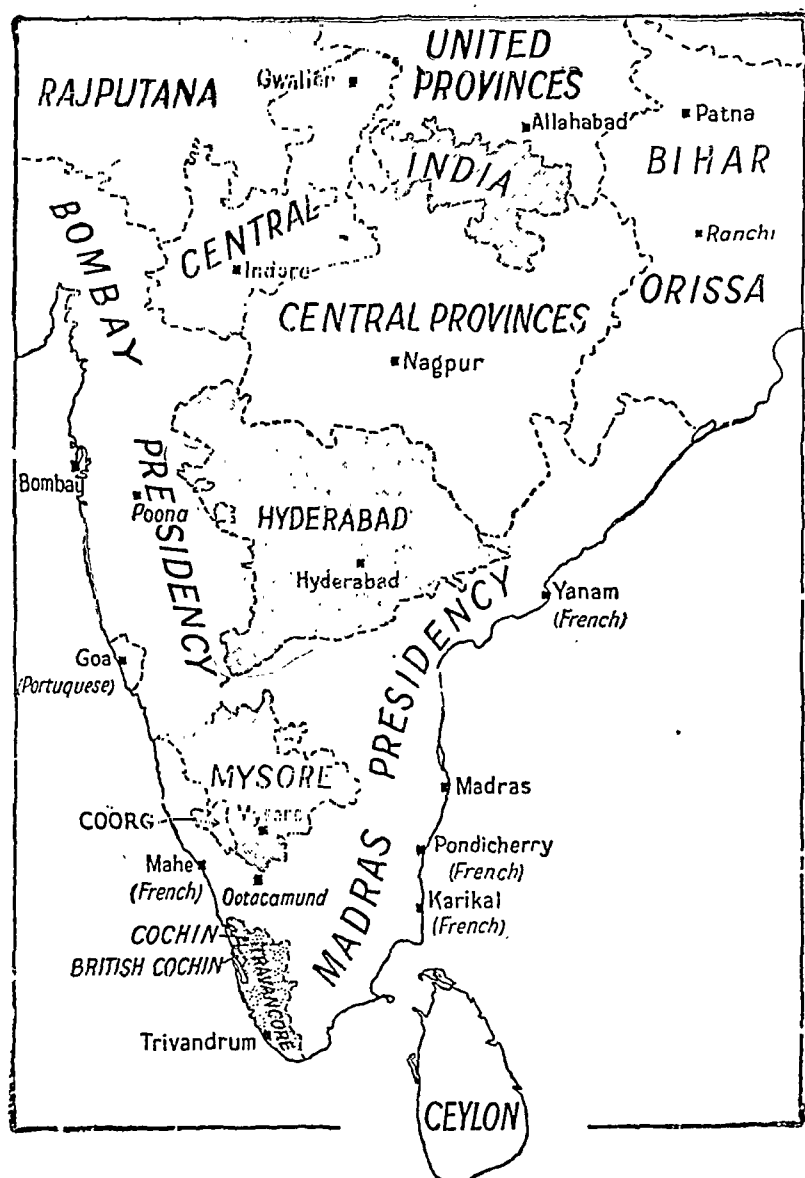 UNITED
PROVINCES
RAJPUTANA
Gwalior
Allahabad
Patna
INDIA
BIHAR
BOMBAY
CENTRAL
Ranchi
Indore
ORISSA
CENTRAL PROVINCES
Nagpur
PRESIDENCY
Bombay
Poona
HYDERABAD
Hyderabad
Yanam
(French)
Goa
(Portuguese)
MADRAS PRESIDENCY
MYSORE
Madras
COORG
Mysore
Pondicherry
(French)
Mahe
(French)
Ootacamund
Karikal
(French)
COCHIN
BRITISH COCHIN
TRAVANCORE
Trivandrum
CEYLON